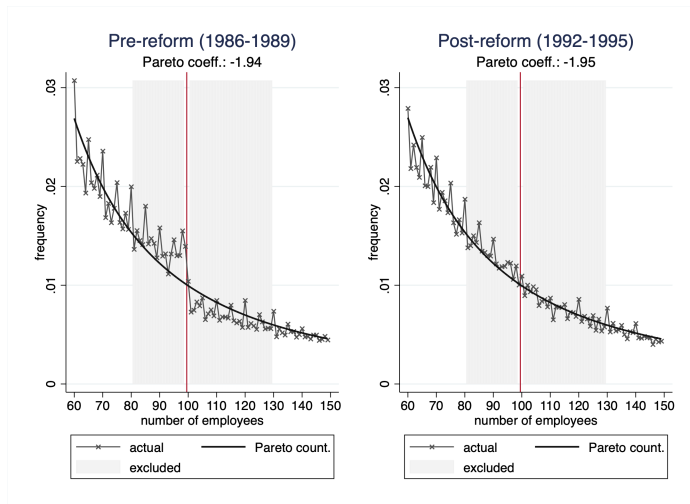 Pre-reform (1986-1989)
Pareto coeff.: -1.94
.03
.02
.01
0
frequency
60 70 80 90 100 110 120 130 140 150
number of employees
actual
Pareto count.
excluded
Post-reform (1992-1995)
Pareto coeff.: -1.95
.03
.02
.01
0
frequency
60 70 80 90 100 110 120 130 140 150
number of employees
actual
Pareto count.
excluded